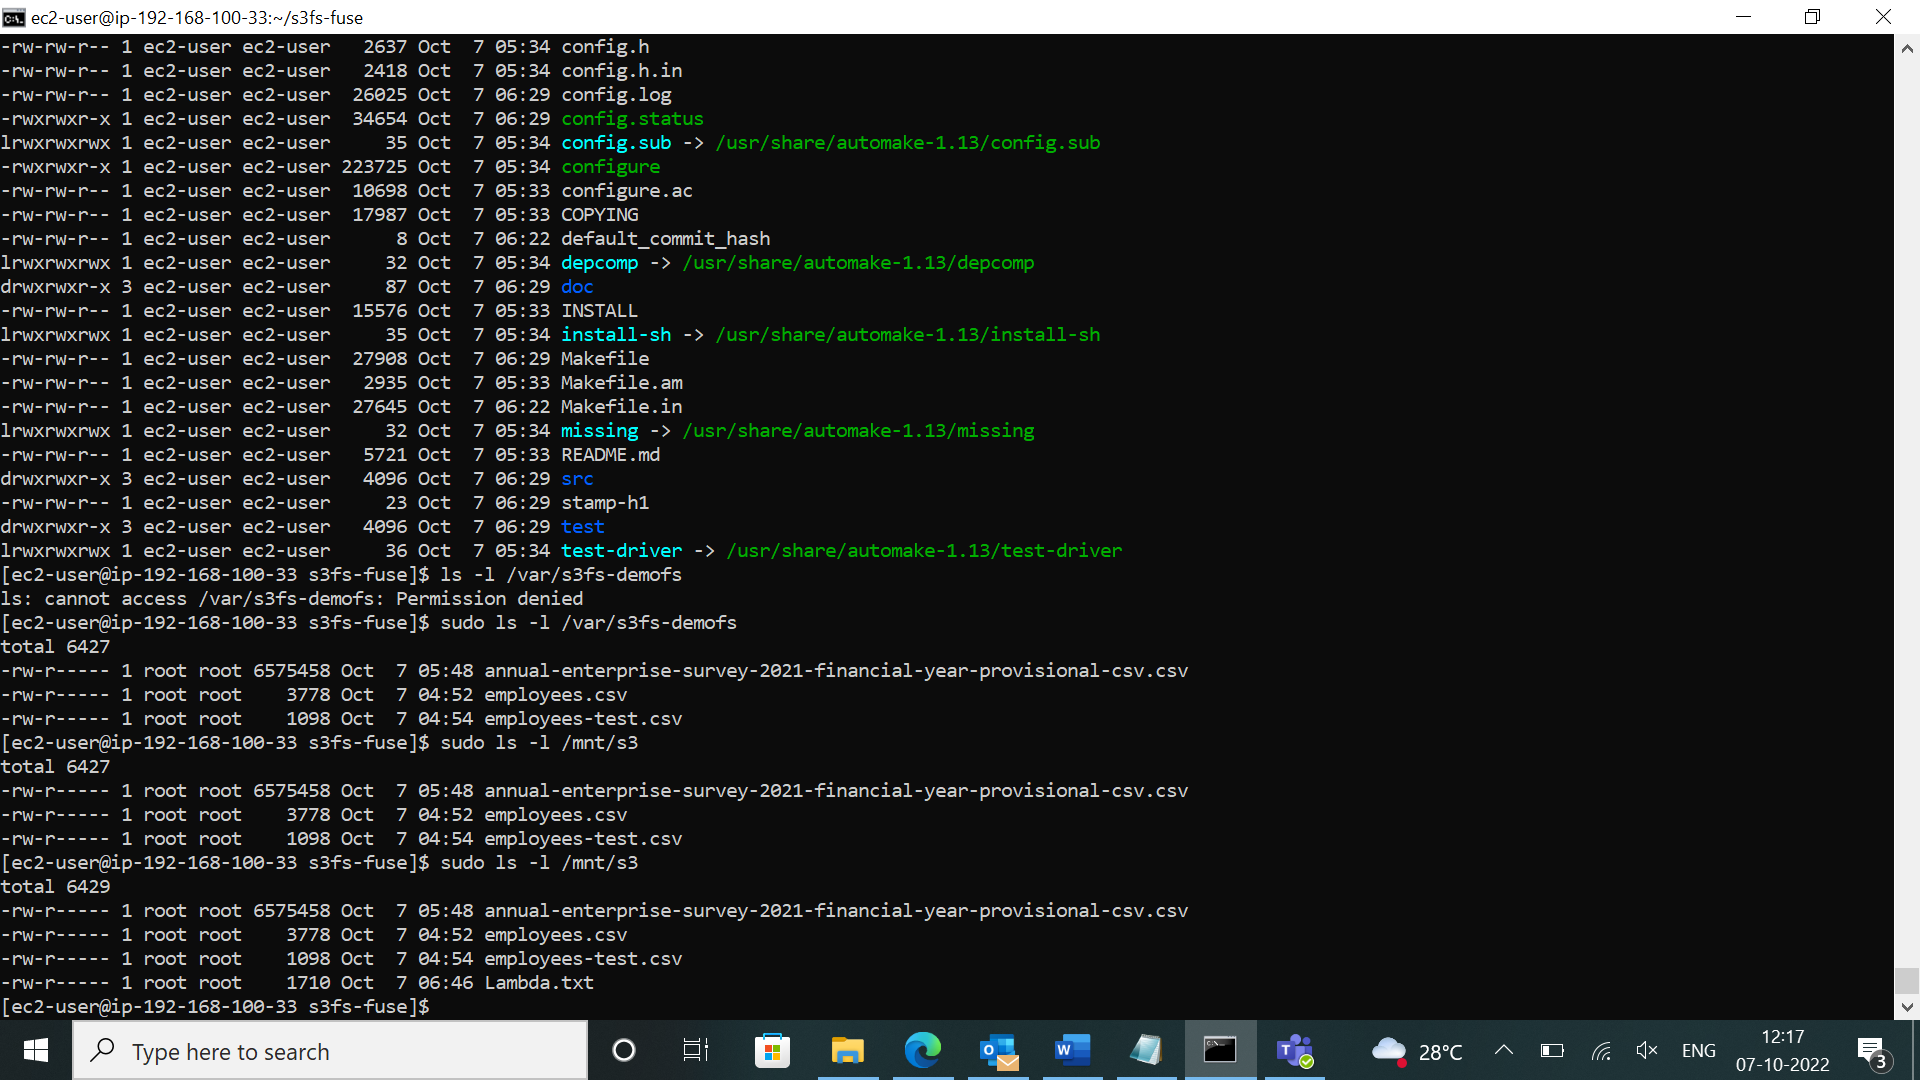 ec2-user@ip-192-168-100-33:~/s3fs-fuse
-rw-rw-r-- 1 ec2-user ec2-user   2637 Oct  7 05:34 config.h
-rw-rw-r-- 1 ec2-user ec2-user   2418 Oct  7 05:34 config.h.in
-rw-rw-r-- 1 ec2-user ec2-user  26025 Oct  7 06:29 config.log
-rwxrwxr-x 1 ec2-user ec2-user  34654 Oct  7 06:29 config.status
lrwxrwxrwx 1 ec2-user ec2-user     35 Oct  7 05:34 config.sub -> /usr/share/automake-1.13/config.sub
-rwxrwxr-x 1 ec2-user ec2-user 223725 Oct  7 05:34 configure
-rw-rw-r-- 1 ec2-user ec2-user  10698 Oct  7 05:33 configure.ac
-rw-rw-r-- 1 ec2-user ec2-user  17987 Oct  7 05:33 COPYING
-rw-rw-r-- 1 ec2-user ec2-user      8 Oct  7 06:22 default_commit_hash
lrwxrwxrwx 1 ec2-user ec2-user     32 Oct  7 05:34 depcomp -> /usr/share/automake-1.13/depcomp
drwxrwxr-x 3 ec2-user ec2-user     87 Oct  7 06:29 doc
-rw-rw-r-- 1 ec2-user ec2-user  15576 Oct  7 05:33 INSTALL
lrwxrwxrwx 1 ec2-user ec2-user     35 Oct  7 05:34 install-sh -> /usr/share/automake-1.13/install-sh
-rw-rw-r-- 1 ec2-user ec2-user  27908 Oct  7 06:29 Makefile
-rw-rw-r-- 1 ec2-user ec2-user   2935 Oct  7 05:33 Makefile.am
-rw-rw-r-- 1 ec2-user ec2-user  27645 Oct  7 06:22 Makefile.in
lrwxrwxrwx 1 ec2-user ec2-user     32 Oct  7 05:34 missing -> /usr/share/automake-1.13/missing
-rw-rw-r-- 1 ec2-user ec2-user   5721 Oct  7 05:33 README.md
drwxrwxr-x 3 ec2-user ec2-user   4096 Oct  7 06:29 src
-rw-rw-r-- 1 ec2-user ec2-user     23 Oct  7 06:29 stamp-h1
drwxrwxr-x 3 ec2-user ec2-user   4096 Oct  7 06:29 test
lrwxrwxrwx 1 ec2-user ec2-user     36 Oct  7 05:34 test-driver -> /usr/share/automake-1.13/test-driver
[ec2-user@ip-192-168-100-33 s3fs-fuse]$ ls -l /var/s3fs-demofs
ls: cannot access /var/s3fs-demofs: Permission denied
[ec2-user@ip-192-168-100-33 s3fs-fuse]$ sudo ls -l /var/s3fs-demofs
total 6427
-rw-r----- 1 root root 6575458 Oct  7 05:48 annual-enterprise-survey-2021-financial-year-provisional-csv.csv
-rw-r----- 1 root root    3778 Oct  7 04:52 employees.csv
-rw-r----- 1 root root    1098 Oct  7 04:54 employees-test.csv
[ec2-user@ip-192-168-100-33 s3fs-fuse]$ sudo ls -l /mnt/s3
total 6427
-rw-r----- 1 root root 6575458 Oct  7 05:48 annual-enterprise-survey-2021-financial-year-provisional-csv.csv
-rw-r----- 1 root root    3778 Oct  7 04:52 employees.csv
-rw-r----- 1 root root    1098 Oct  7 04:54 employees-test.csv
[ec2-user@ip-192-168-100-33 s3fs-fuse]$ sudo ls -l /mnt/s3
total 6429
-rw-r----- 1 root root 6575458 Oct  7 05:48 annual-enterprise-survey-2021-financial-year-provisional-csv.csv
-rw-r----- 1 root root    3778 Oct  7 04:52 employees.csv
-rw-r----- 1 root root    1098 Oct  7 04:54 employees-test.csv
-rw-r----- 1 root root    1710 Oct  7 06:46 Lambda.txt
[ec2-user@ip-192-168-100-33 s3fs-fuse]$
Type here to search
28°C
ENG
12:17
07-10-2022
3